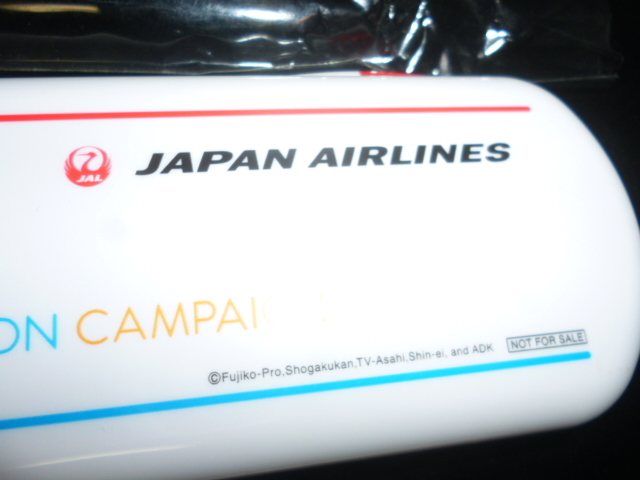 JAL
JAPAN AIRLINES
ON CAMPAI
©Fujiko-Pro,Shogakukan,TV-Asahi,Shin-ei, and ADK
NOT FOR SALE